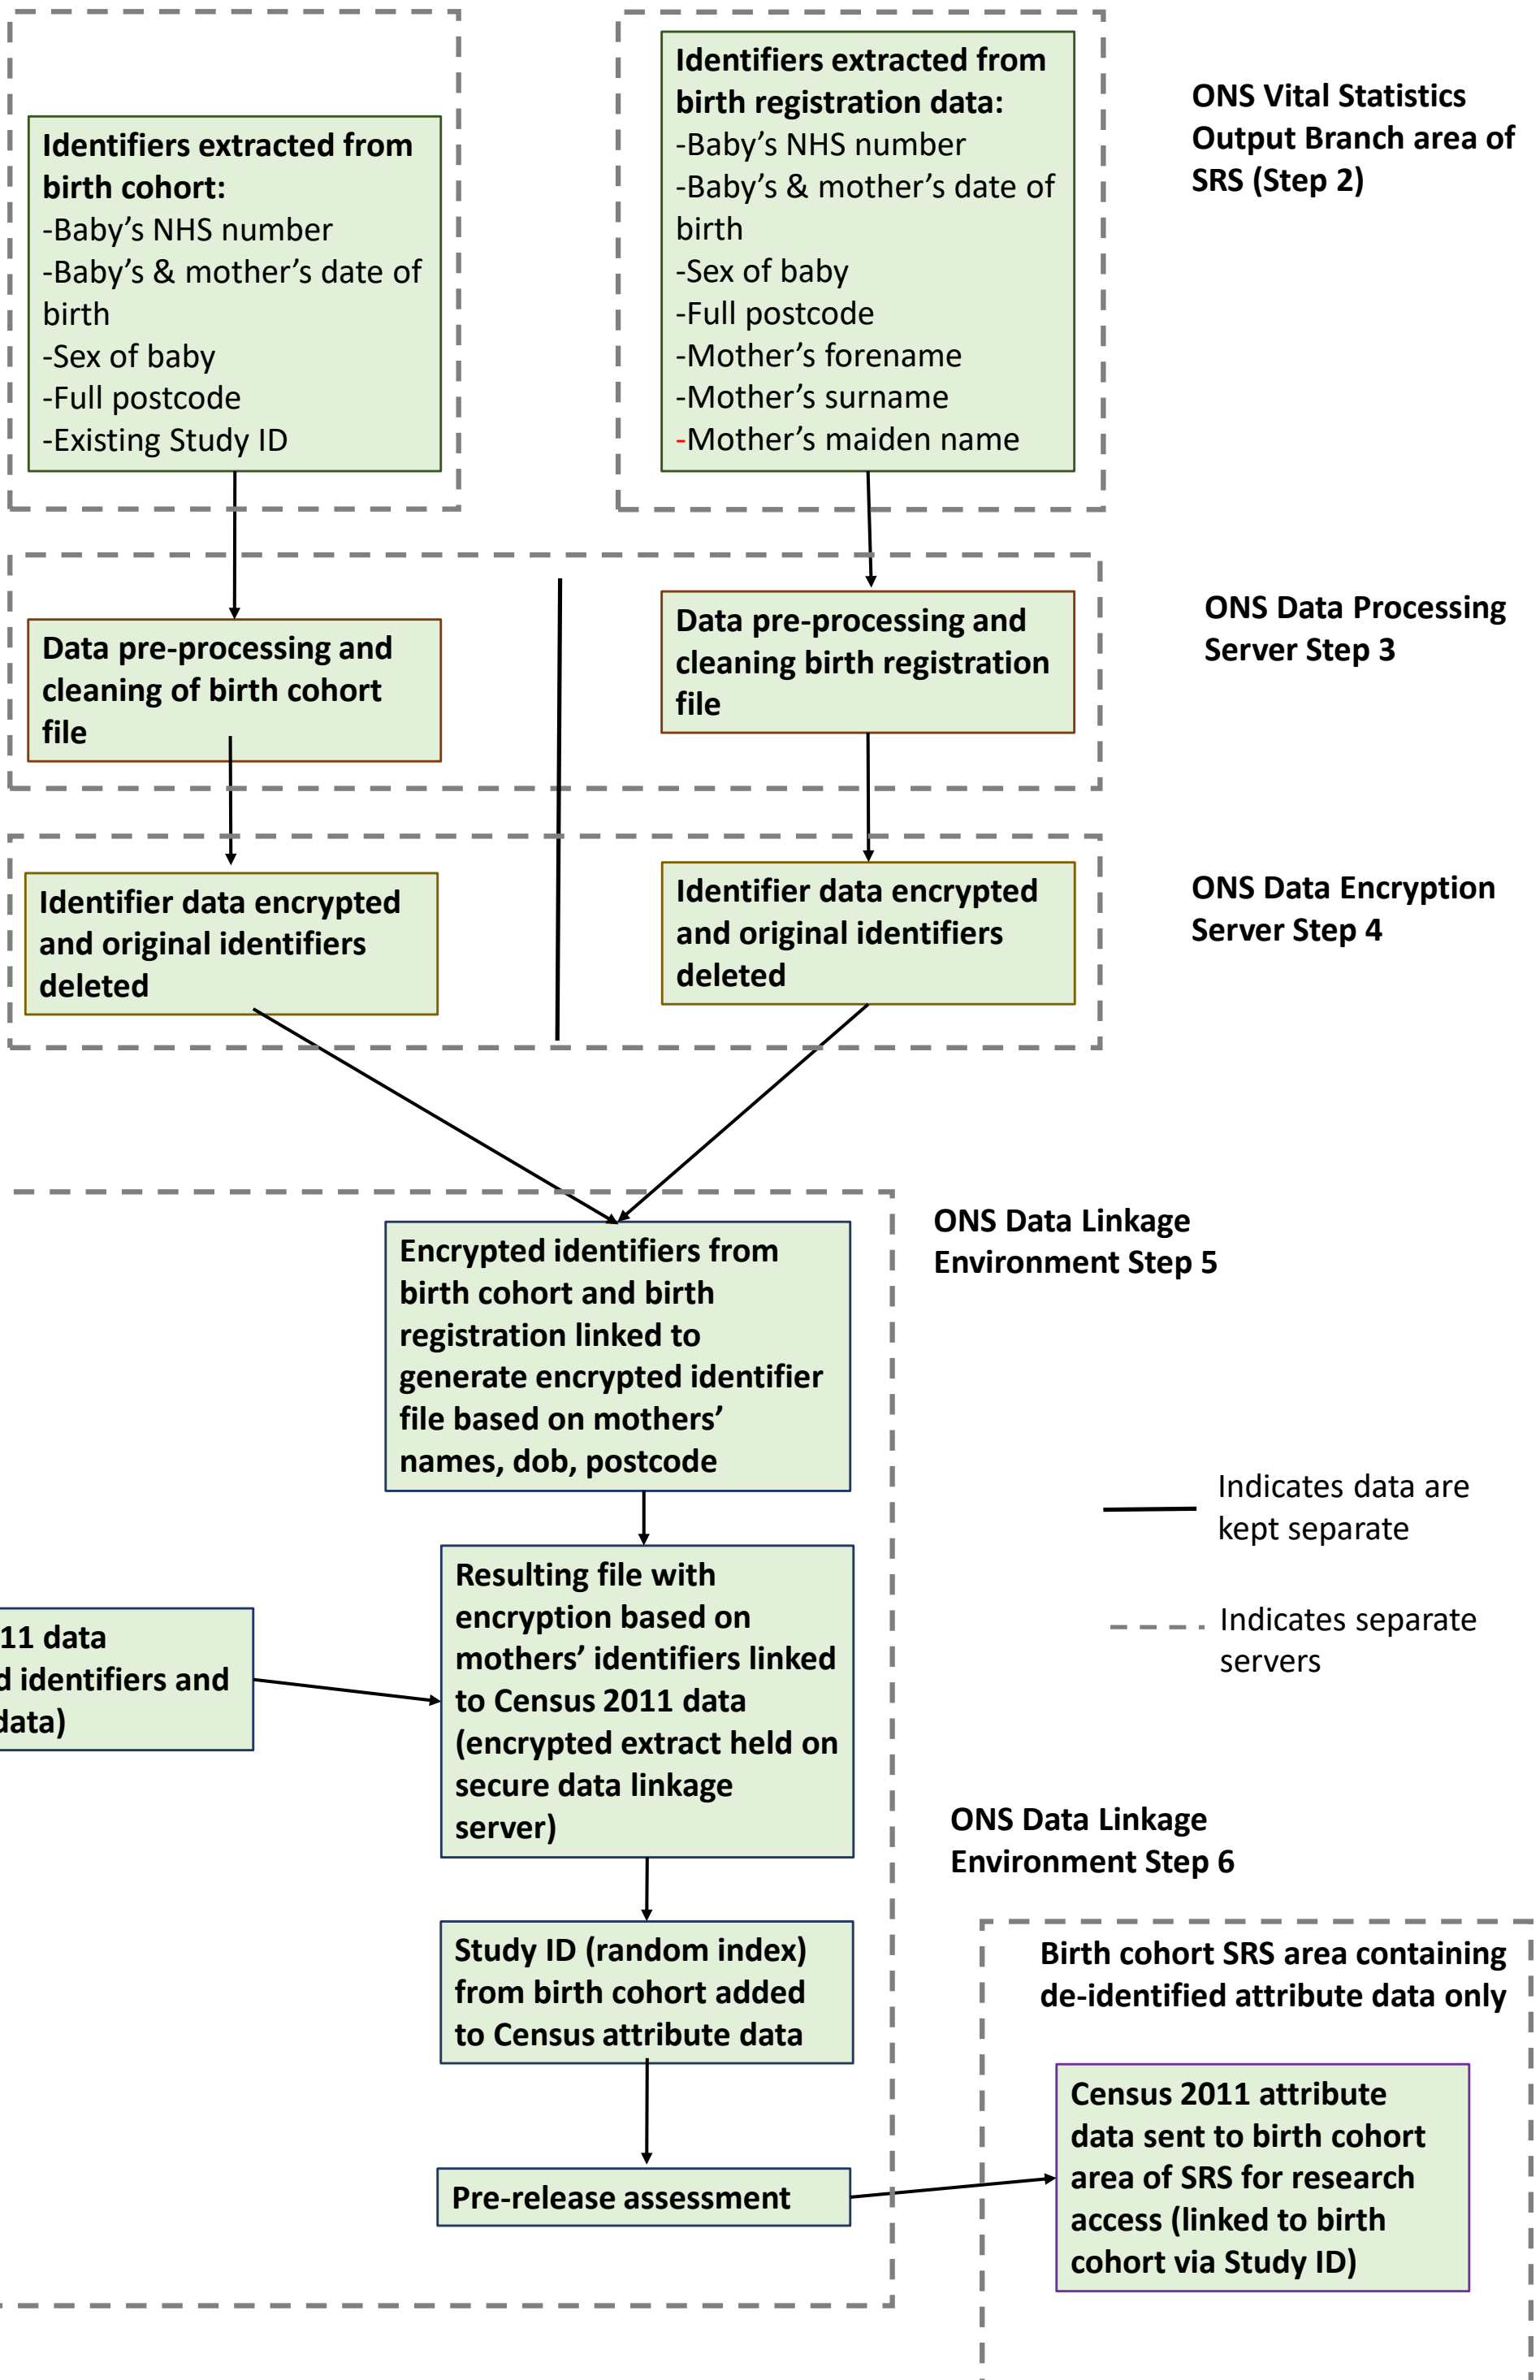 Identifiers extracted from
birth cohort:
-Baby’s NHS number
-Baby’s & mother’s date of
birth
-Sex of baby
-Full postcode
-Existing Study ID
Identifiers extracted from
birth registration data:
-Baby’s NHS number
-Baby’s & mother’s date of
birth
-Sex of baby
-Full postcode
-Mother’s forename
-Mother’s surname
-Mother’s maiden name
ONS Vital Statistics
Output Branch area of
SRS (Step 2)
Data pre-processing and
cleaning of birth cohort
file
Data pre-processing and
cleaning birth registration
file
ONS Data Processing
Server Step 3
Identifier data encrypted
and original identifiers
deleted
Identifier data encrypted
and original identifiers
deleted
ONS Data Encryption
Server Step 4
Encrypted identifiers from
birth cohort and birth
registration linked to
generate encrypted identifier
file based on mothers’
names, dob, postcode
ONS Data Linkage
Environment Step 5
Indicates data are
kept separate
Indicates separate
servers
11 data
d identifiers and
data)
Resulting file with
encryption based on
mothers’ identifiers linked
to Census 2011 data
(encrypted extract held on
secure data linkage
server)
ONS Data Linkage
Environment Step 6
Study ID (random index)
from birth cohort added
to Census attribute data
Birth cohort SRS area containing
de-identified attribute data only
Pre-release assessment
Census 2011 attribute
data sent to birth cohort
area of SRS for research
access (linked to birth
cohort via Study ID)